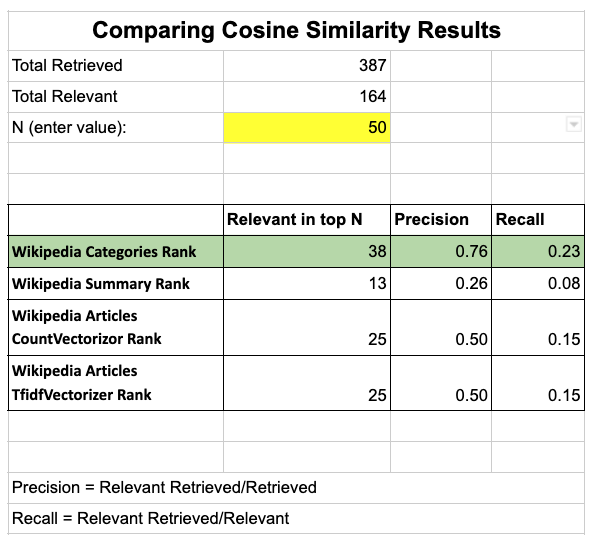 Comparing Cosine Similarity Results
Total Retrieved 387
Total Relevant 164
N (enter value): 50
Relevant in top N Precision Recall
Wikipedia Categories Rank 38 0.76 0.23
Wikipedia Summary Rank 13 0.26 0.08
Wikipedia Articles
CountVectorizor Rank 25 0.50 0.15
Wikipedia Articles
TfidfVectorizer Rank 25 0.50 0.15
Precision = Relevant Retrieved/Retrieved
Recall = Relevant Retrieved/Relevant